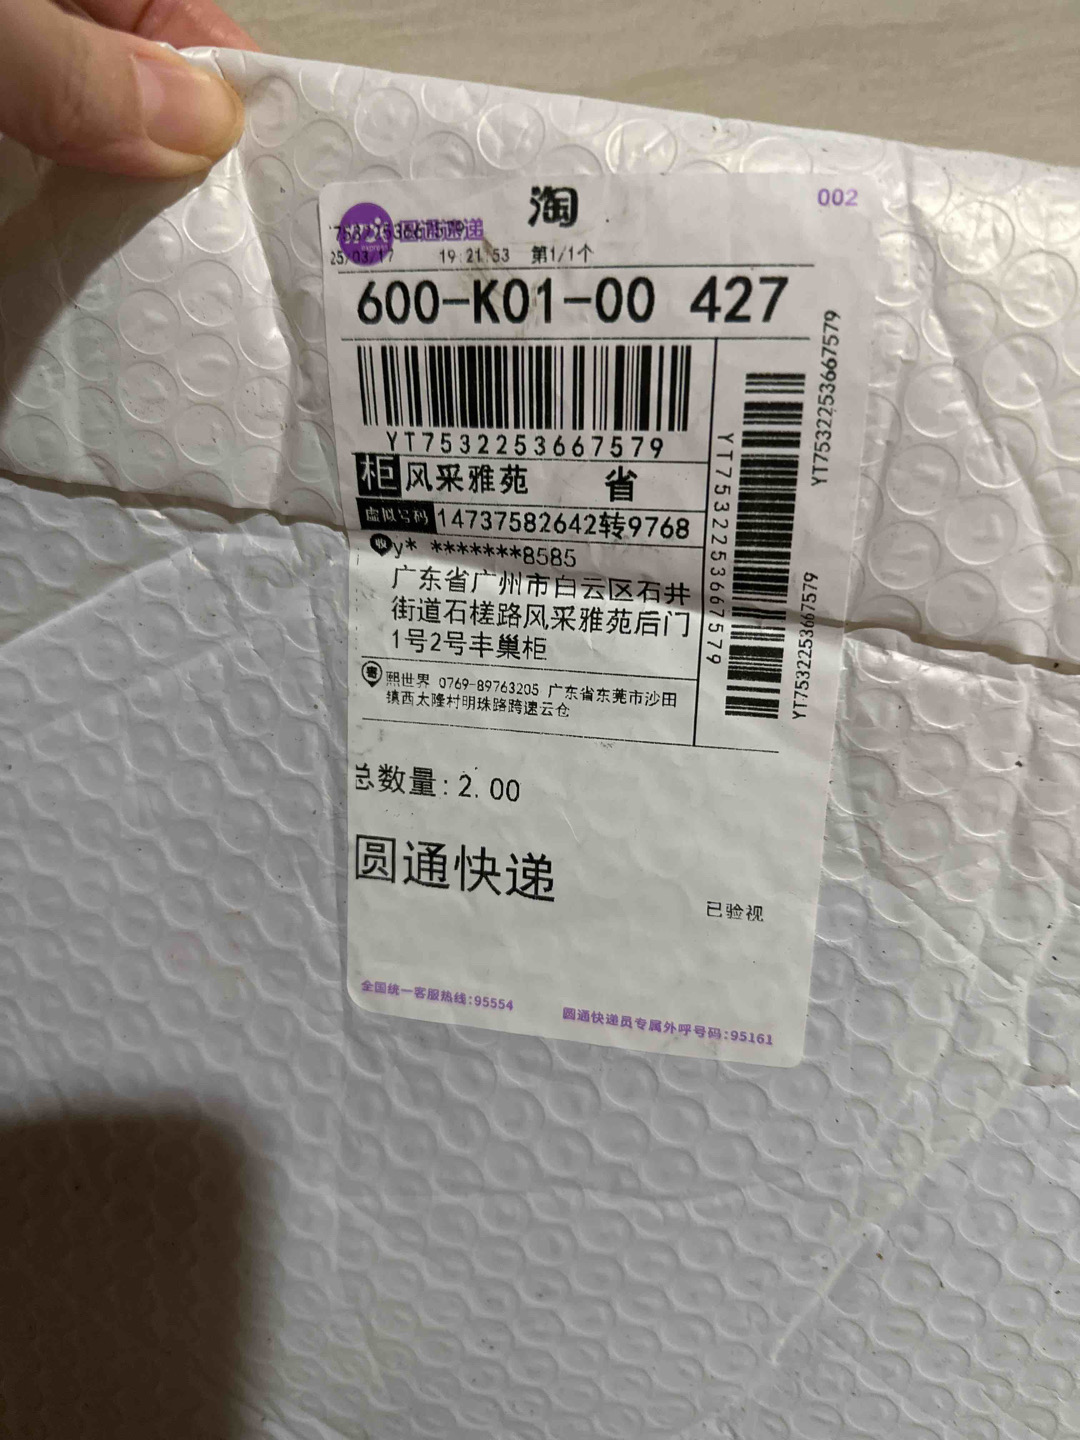 淘
002
圆通速递
25/03/17 19:21:53 第1/1个
600-K01-00 427
YT7532253667579
柜 风采雅苑 省
虚拟号码 14737582642转9768
收 y* *******8585
广东省广州市白云区石井
街道石槎路风采雅苑后门
1号2号丰巢柜
寄 熙世界 0769-89763205 广东省东莞市沙田
镇西太隆村明珠路跨速云仓
YT7532253667579
YT7532253667579
YT7532253667579
总数量: 2.00
圆通快递
已验视
全国统一客服热线:95554
圆通快递员专属外呼号码:95161